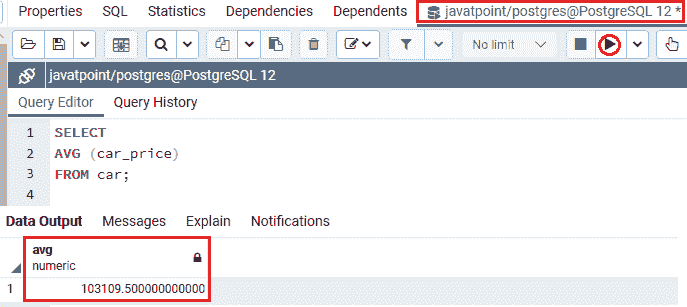 Properties SQL Statistics Dependencies Dependents javatpoint/postgres@PostgreSQL 12 *
No limit
javatpoint/postgres@PostgreSQL 12
Query Editor Query History
1 SELECT
2 AVG (car_price)
3 FROM car;
4
Data Output Messages Explain Notifications
avg
numeric
1 103109.500000000000